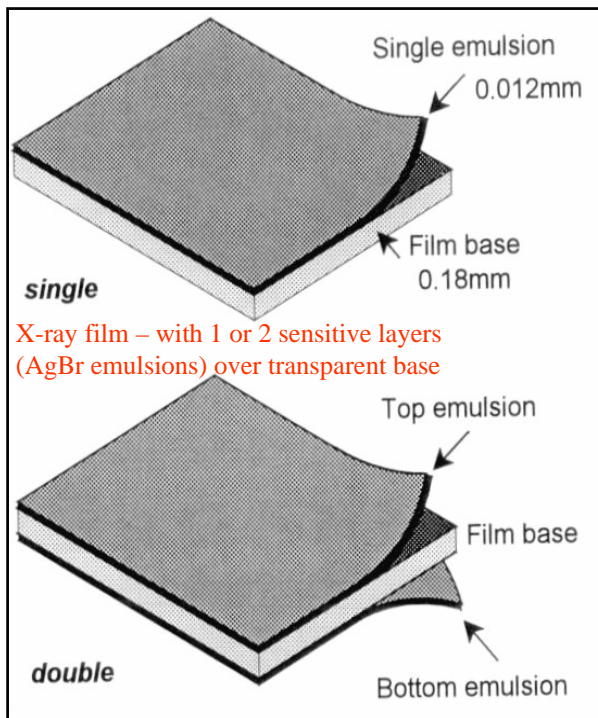 Single emulsion
0.012mm
Film base
0.18mm
single
X-ray film – with 1 or 2 sensitive layers
(AgBr emulsions) over transparent base
Top emulsion
Film base
double
Bottom emulsion